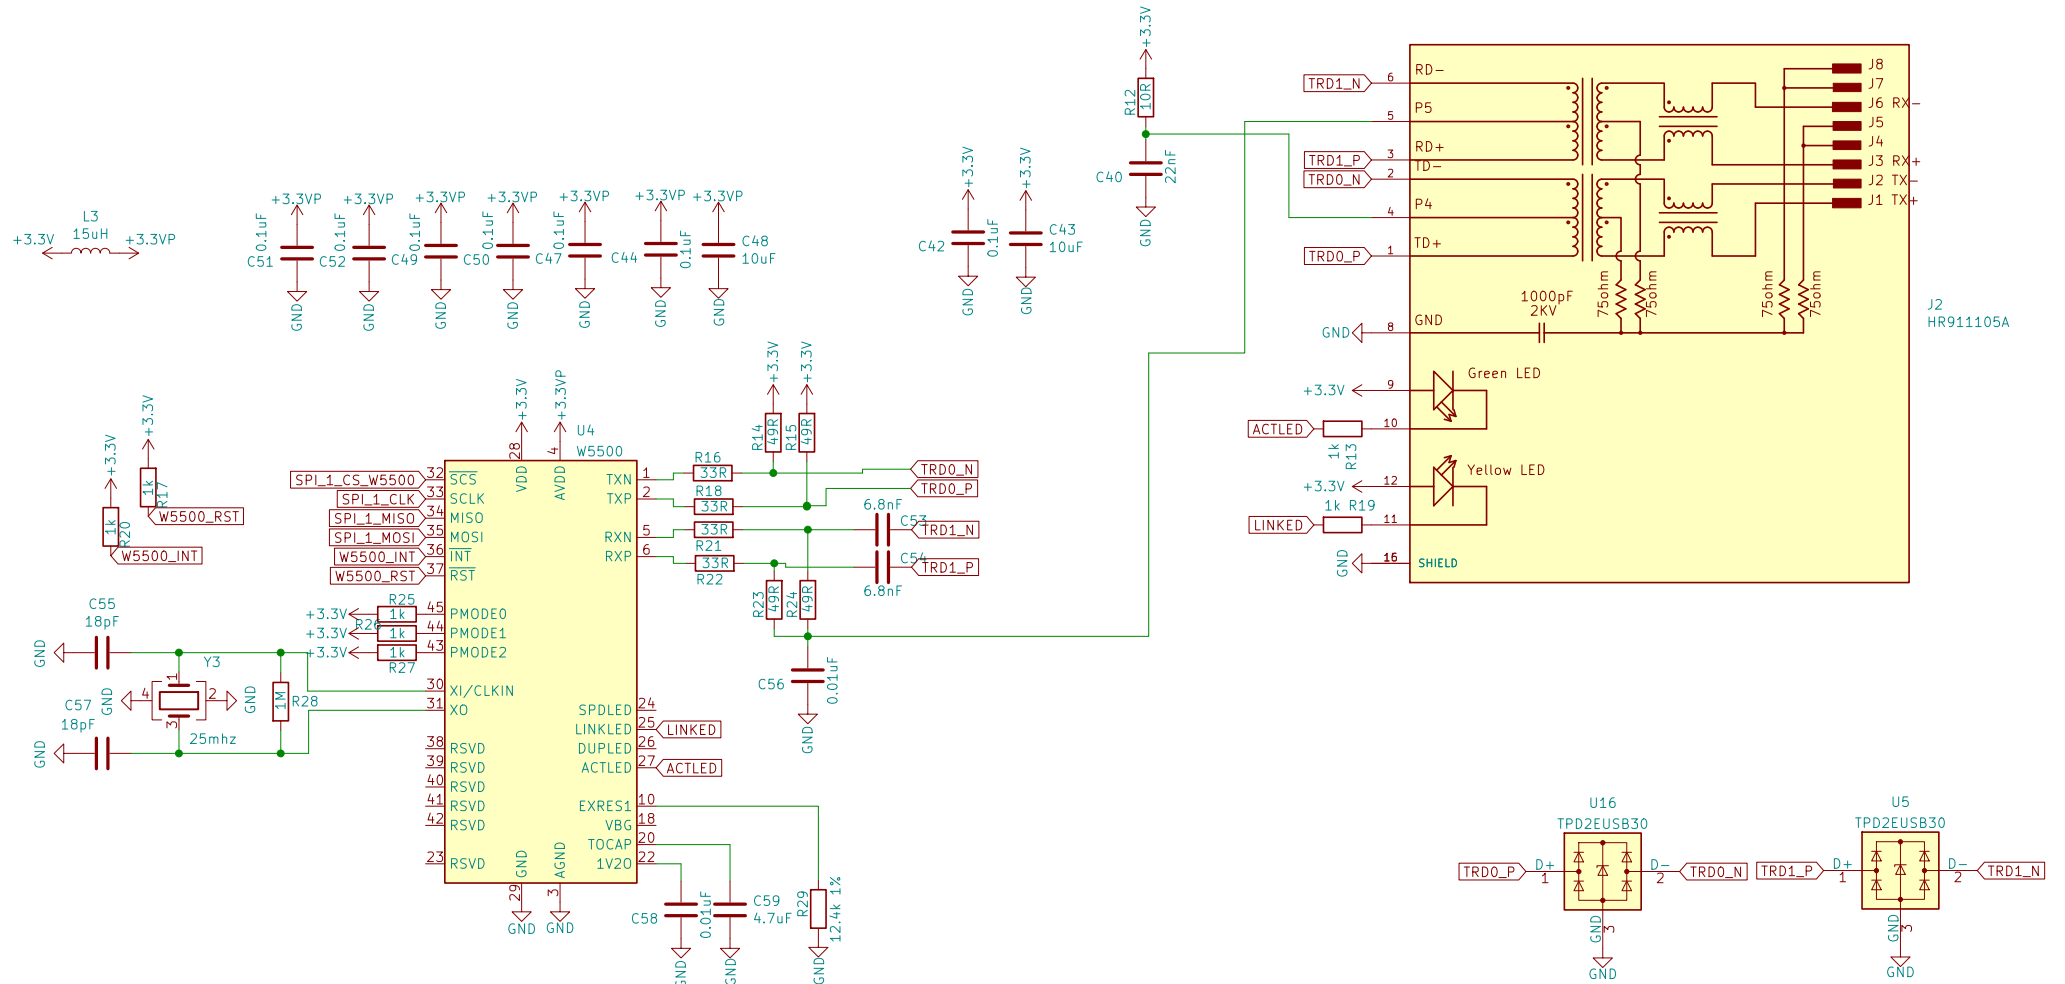 L3
15uH
+3.3V
+3.3VP
+3.3VP
0.1uF
C51
GND
+3.3VP
0.1uF
C52
GND
+3.3VP
0.1uF
C49
GND
+3.3VP
0.1uF
C50
GND
+3.3VP
0.1uF
C47
GND
+3.3VP
C44
0.1uF
GND
+3.3VP
C48
10uF
GND
+3.3V
C42
0.1uF
GND
+3.3V
C43
10uF
GND
+3.3V
R12
10R
C40
22nF
GND
TRD1_N
6
RD-
5
P5
TRD1_P
3
RD+
TRD0_N
2
TD-
4
P4
TRD0_P
1
TD+
GND
8
GND
+3.3V
9
Green LED
ACTLED
10
1k
R13
+3.3V
12
Yellow LED
1k R19
LINKED
11
GND
16
SHIELD
1000pF
2KV
75ohm
75ohm
75ohm
75ohm
J8
J7
J6 RX-
J5
J4
J3 RX+
J2 TX-
J1 TX+
J2
HR911105A
+3.3V
R20
1k
W5500_INT
+3.3V
R17
1k
W5500_RST
SPI_1_CS_W5500
SPI_1_CLK
SPI_1_MISO
SPI_1_MOSI
W5500_INT
W5500_RST
+3.3V
R25
1k
+3.3V
R26
1k
+3.3V
1k
R27
C55
18pF
GND
C57
18pF
GND
Y3
25mhz
1
2
3
4
GND
GND
1M
R28
U4
W5500
+3.3V
28
VDD
+3.3VP
4
AVDD
32 SCS
33 SCLK
34 MISO
35 MOSI
36 INT
37 RST
45 PMODE0
44 PMODE1
43 PMODE2
30 XI/CLKIN
31 XO
38 RSVD
39 RSVD
40 RSVD
41 RSVD
42 RSVD
23 RSVD
TXN 1
TXP 2
RXN 5
RXP 6
SPDLED 24
LINKLED 25
DUPLED 26
ACTLED 27
EXRES1 10
VBG 18
TOCAP 20
1V2O 22
GND
29
GND
AGND
3
GND
LINKED
ACTLED
R16
33R
R18
33R
33R
R21
33R
R22
+3.3V
R14
49R
+3.3V
R15
49R
TRD0_N
TRD0_P
6.8nF
C53
TRD1_N
C54
6.8nF
TRD1_P
R23
49R
R24
49R
C56
0.01uF
GND
C58
0.01uF
GND
C59
4.7uF
GND
R29
12.4k 1%
GND
U16
TPD2EUSB30
TRD0_P
D+
1
D-
2
TRD0_N
GND
3
GND
U5
TPD2EUSB30
TRD1_P
D+
1
D-
2
TRD1_N
GND
3
GND